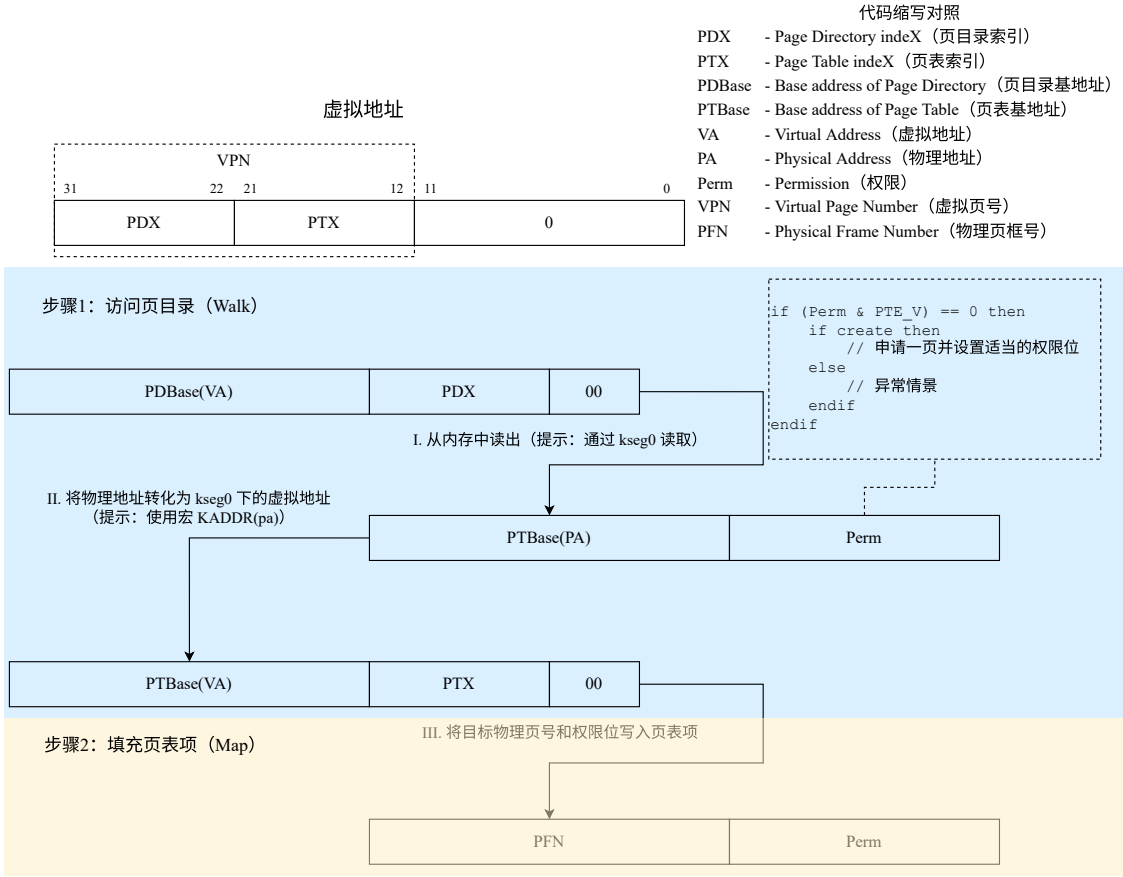 代码缩写对照
PDX - Page Directory indeX（页目录索引）
PTX - Page Table indeX（页表索引）
PDBase - Base address of Page Directory（页目录基地址）
PTBase - Base address of Page Table（页表基地址）
VA - Virtual Address（虚拟地址）
PA - Physical Address（物理地址）
Perm - Permission（权限）
VPN - Virtual Page Number（虚拟页号）
PFN - Physical Frame Number（物理页框号）
虚拟地址
VPN
31 22 21 12 11 0
PDX PTX 0
步骤1：访问页目录（Walk）
if (Perm & PTE_V) == 0 then
if create then
// 申请一页并设置适当的权限位
else
// 异常情景
endif
endif
PDBase(VA) PDX 00
I. 从内存中读出（提示：通过 kseg0 读取）
II. 将物理地址转化为 kseg0 下的虚拟地址
（提示：使用宏 KADDR(pa)）
PTBase(PA) Perm
PTBase(VA) PTX 00
步骤2：填充页表项（Map）
III. 将目标物理页号和权限位写入页表项
PFN Perm